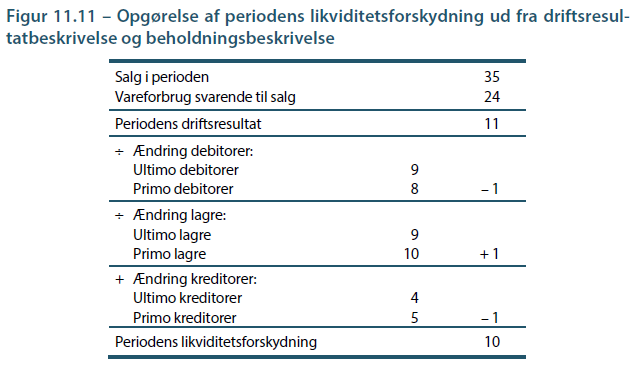 Figur 11.11 – Opgørelse af periodens likviditetsforskydning ud fra driftsresul-
tatbeskrivelse og beholdningsbeskrivelse
Salg i perioden 35
Vareforbrug svarende til salg 24
Periodens driftsresultat 11
÷ Ændring debitorer:
Ultimo debitorer 9
Primo debitorer 8 – 1
÷ Ændring lagre:
Ultimo lagre 9
Primo lagre 10 + 1
+ Ændring kreditorer:
Ultimo kreditorer 4
Primo kreditorer 5 – 1
Periodens likviditetsforskydning 10